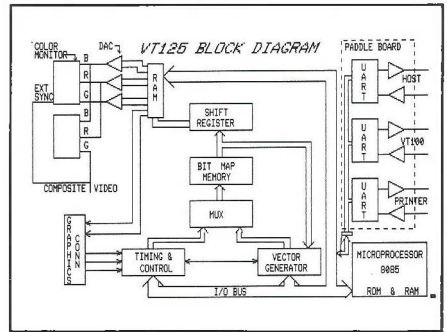 VT125 BLOCK DIAGRAM
COLOR
MONITOR
DAC
B
R
G
EXT
SYNC
B
R
G
COMPOSITE VIDEO
RAM
SHIFT
REGISTER
BIT MAP
MEMORY
MUX
TIMING &
CONTROL
VECTOR
GENERATOR
GRAPHICS
CONN
I/O BUS
PADDLE BOARD
UART
HOST
UART
VT100
UART
PRINTER
MICROPROCESSOR
8085
ROM & RAM